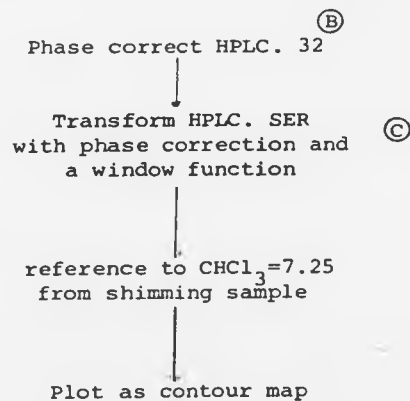 Ⓑ
Phase correct HPLC. 32
Transform HPLC. SER Ⓒ
with phase correction and
a window function
reference to CHCl₃=7.25
from shimming sample
Plot as contour map